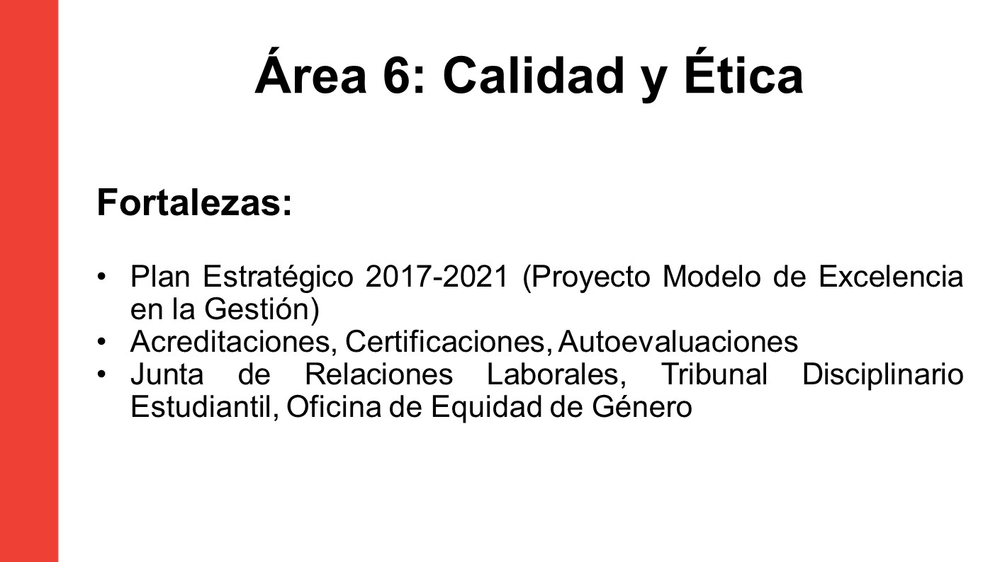 Área 6: Calidad y Ética
Fortalezas:
• Plan Estratégico 2017-2021 (Proyecto Modelo de Excelencia
en la Gestión)
• Acreditaciones, Certificaciones, Autoevaluaciones
• Junta de Relaciones Laborales, Tribunal Disciplinario
Estudiantil, Oficina de Equidad de Género